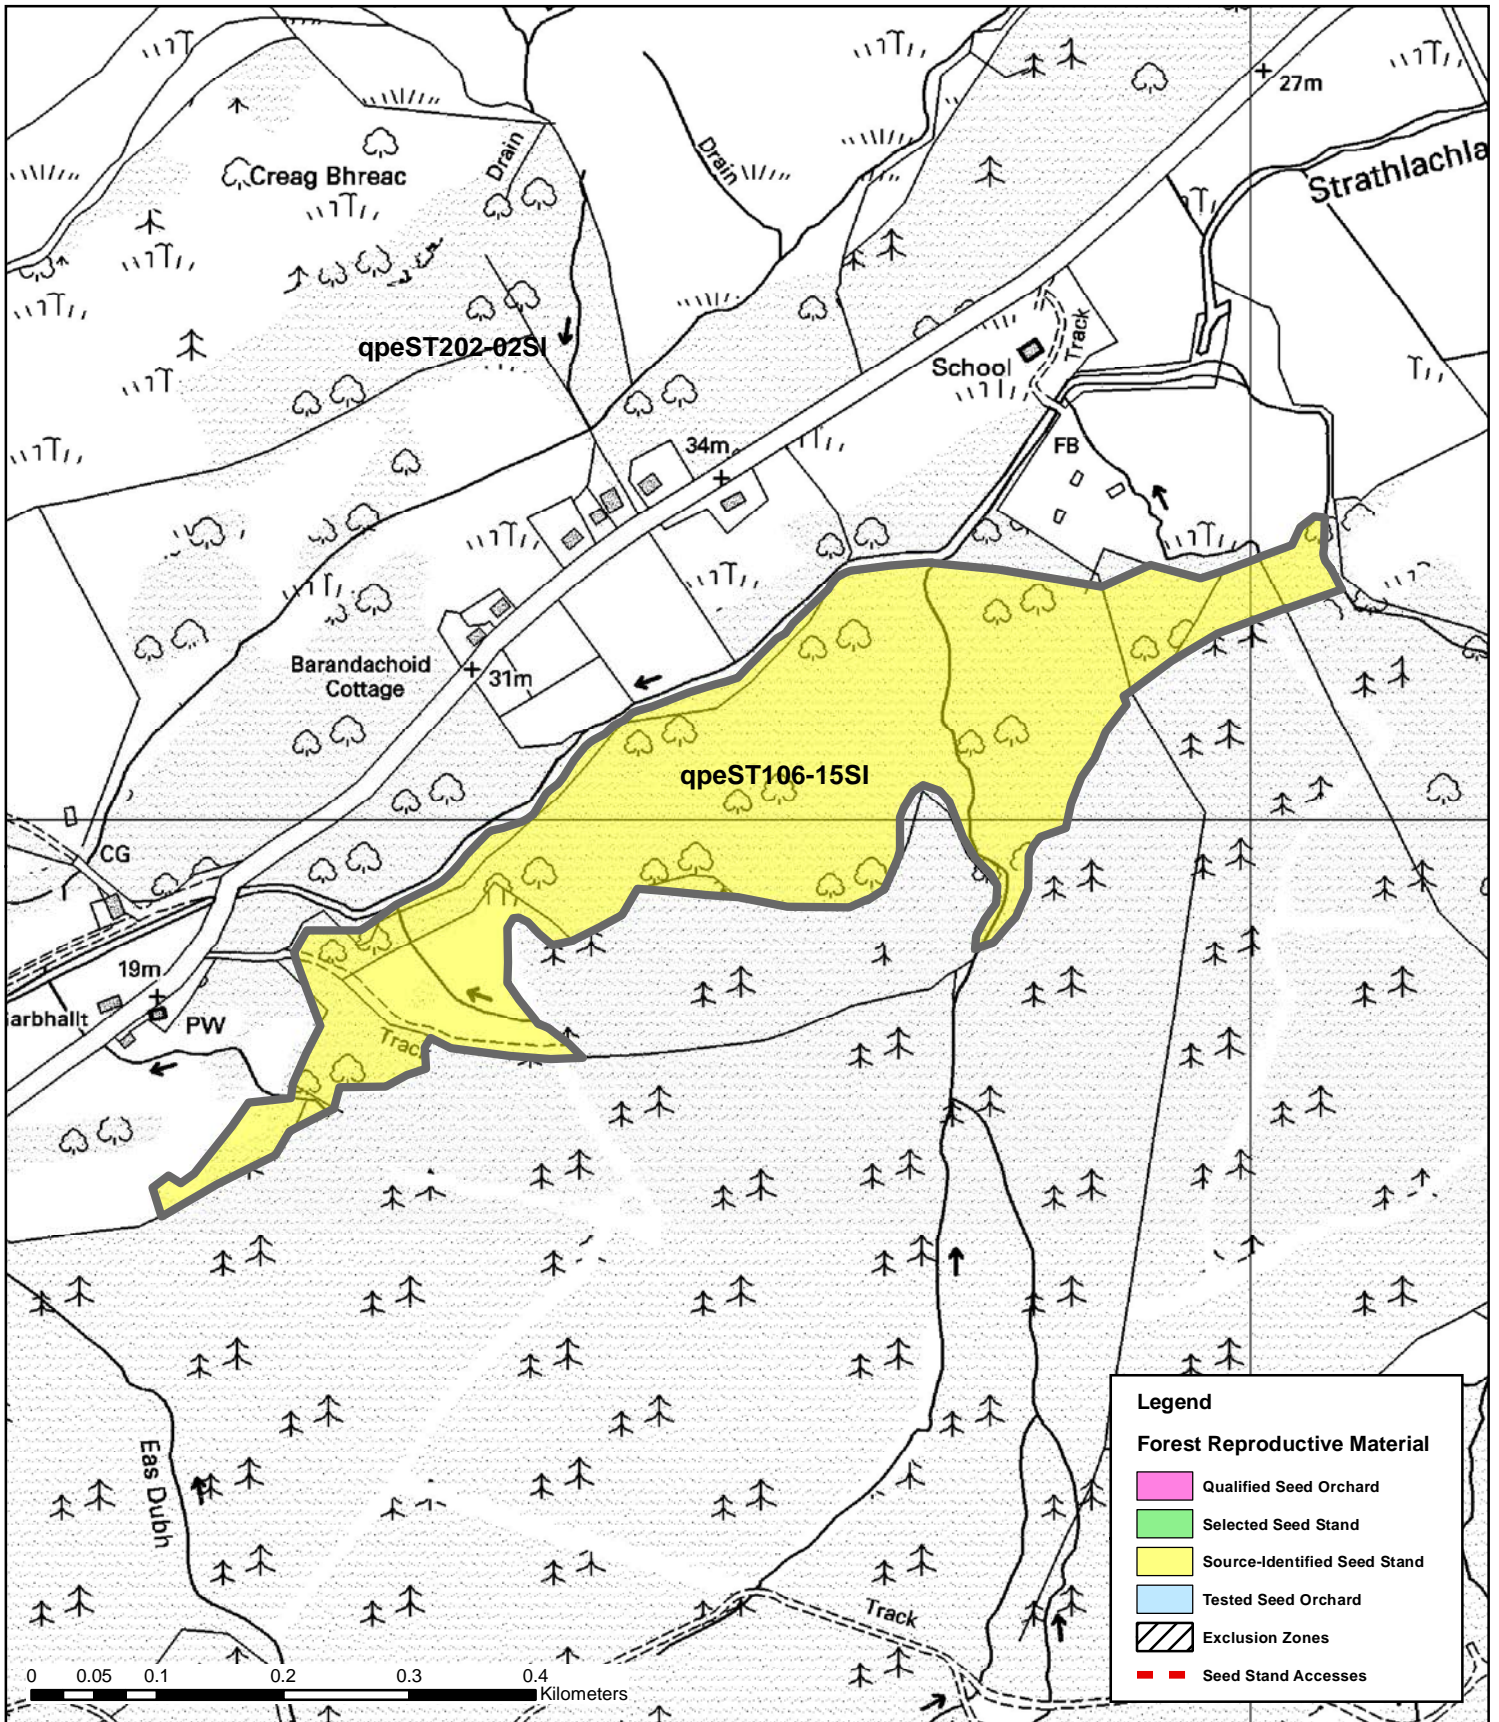 27m
Drain
Drain
Creag Bhreac
Strathlachla
qpeST202-02SI
Track
School
34m
FB
Barandachoid
Cottage
31m
qpeST106-15SI
CG
19m
arbhallt
PW
Track
Eas Dubh
Track
Legend
Forest Reproductive Material
Qualified Seed Orchard
Selected Seed Stand
Source-Identified Seed Stand
Tested Seed Orchard
Exclusion Zones
Seed Stand Accesses
0 0.05 0.1 0.2 0.3 0.4
Kilometers